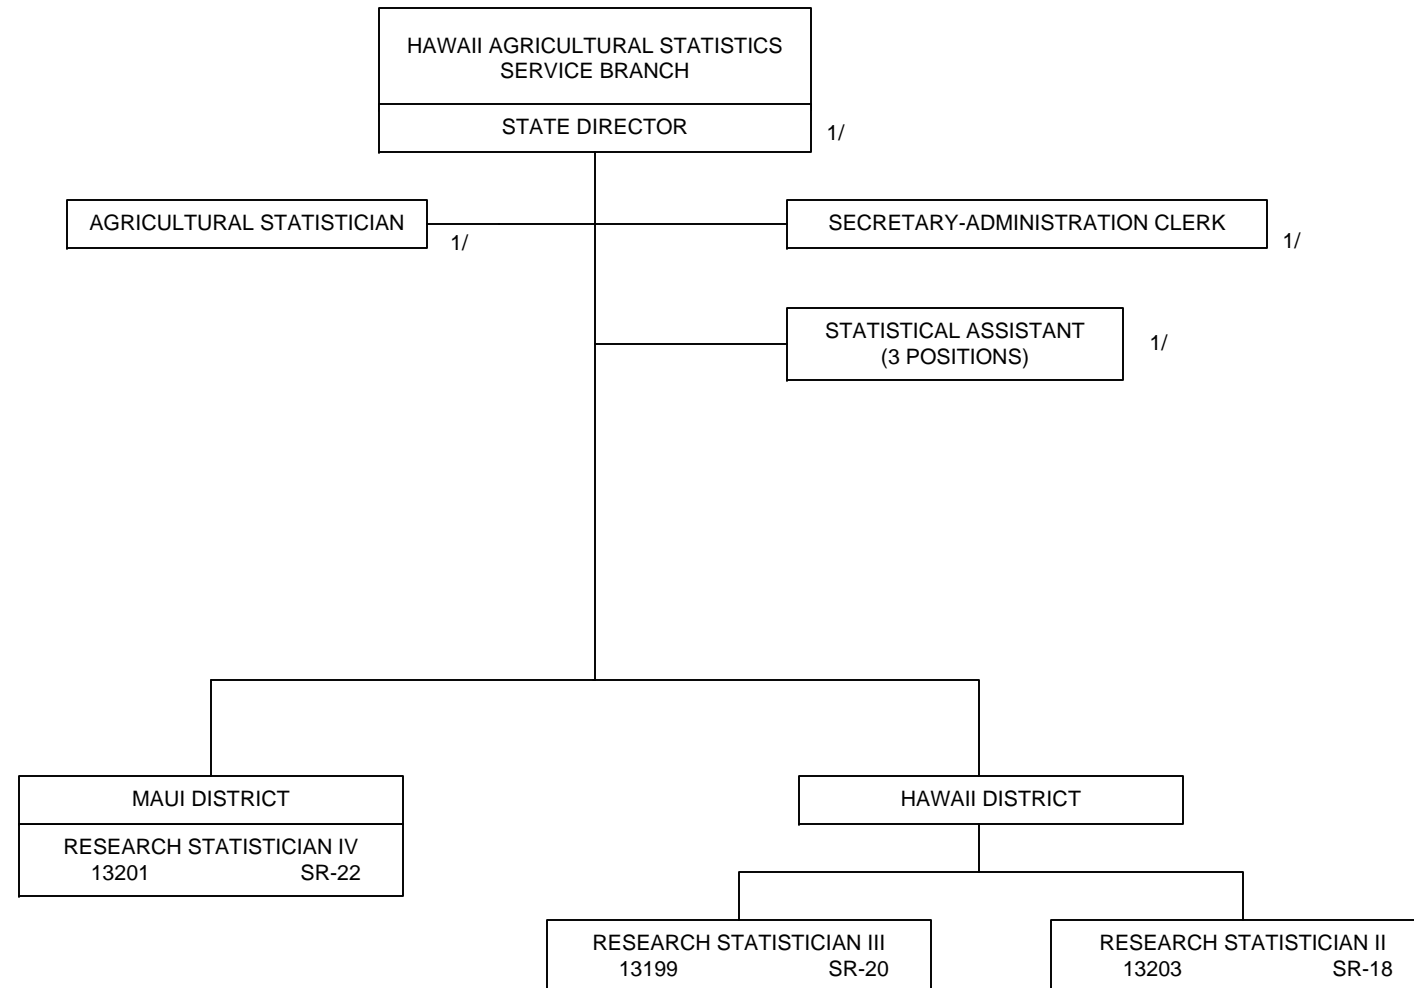 HAWAII AGRICULTURAL STATISTICS
SERVICE BRANCH
STATE DIRECTOR
1/
AGRICULTURAL STATISTICIAN
1/
SECRETARY-ADMINISTRATION CLERK
1/
STATISTICAL ASSISTANT
(3 POSITIONS)
1/
MAUI DISTRICT
RESEARCH STATISTICIAN IV
13201 SR-22
HAWAII DISTRICT
RESEARCH STATISTICIAN III
13199 SR-20
RESEARCH STATISTICIAN II
13203 SR-18